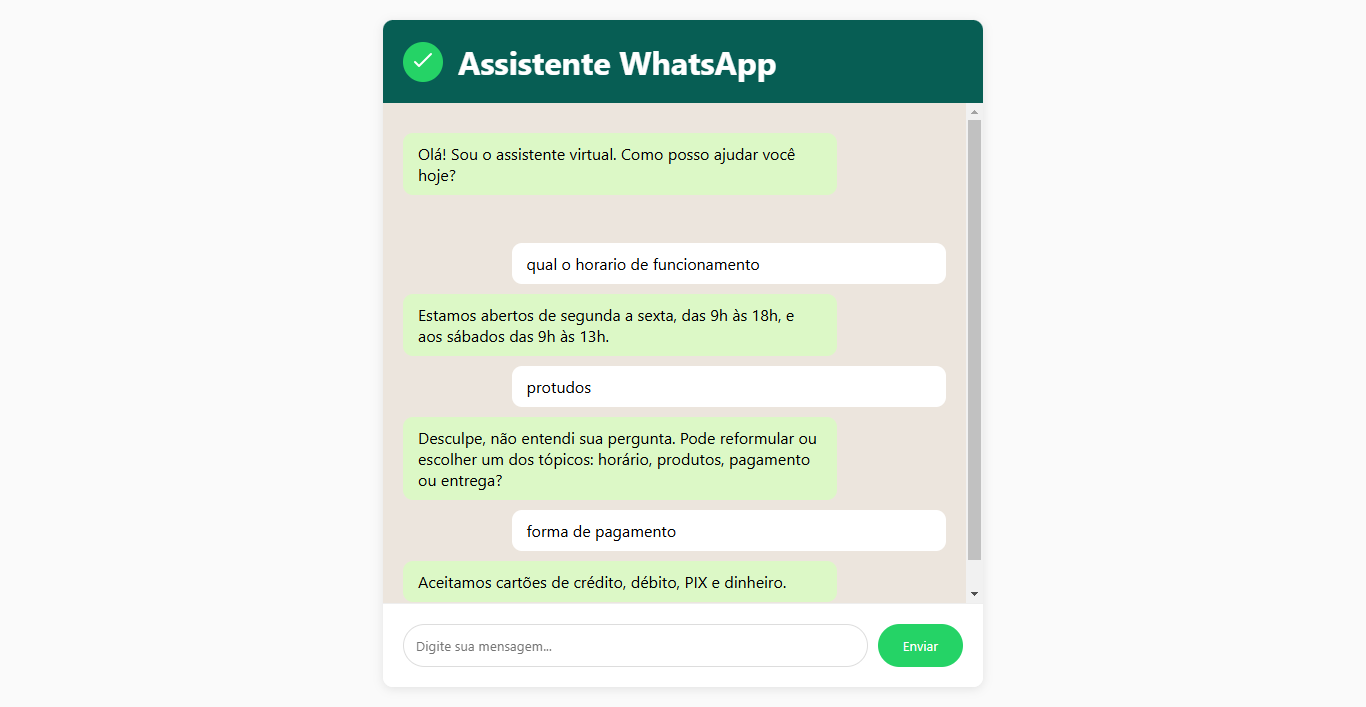 Assistente WhatsApp
Olá! Sou o assistente virtual. Como posso ajudar você
hoje?
qual o horario de funcionamento
Estamos abertos de segunda a sexta, das 9h às 18h, e
aos sábados das 9h às 13h.
protudos
Desculpe, não entendi sua pergunta. Pode reformular ou
escolher um dos tópicos: horário, produtos, pagamento
ou entrega?
forma de pagamento
Aceitamos cartões de crédito, débito, PIX e dinheiro.
Digite sua mensagem...
Enviar